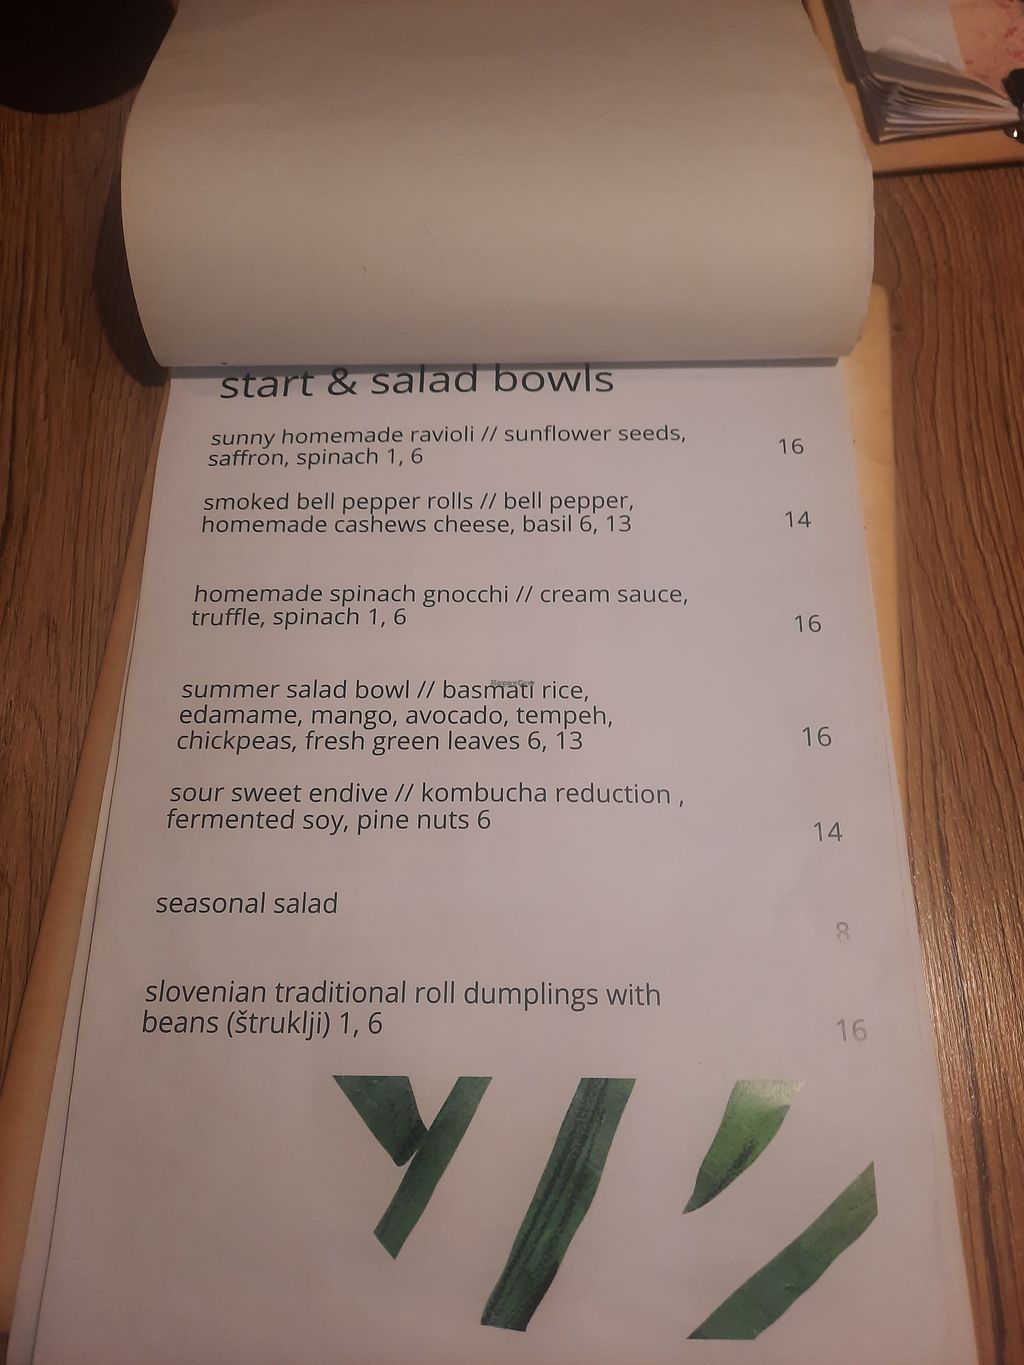 start & salad bowls
sunny homemade ravioli // sunflower seeds,
saffron, spinach 1, 6
16
smoked bell pepper rolls // bell pepper,
homemade cashews cheese, basil 6, 13
14
homemade spinach gnocchi // cream sauce,
truffle, spinach 1, 6
16
summer salad bowl // basmati rice,
edamame, mango, avocado, tempeh,
chickpeas, fresh green leaves 6, 13
16
sour sweet endive // kombucha reduction ,
fermented soy, pine nuts 6
14
seasonal salad
8
slovenian traditional roll dumplings with
beans (štruklji) 1, 6
16
HappyCow